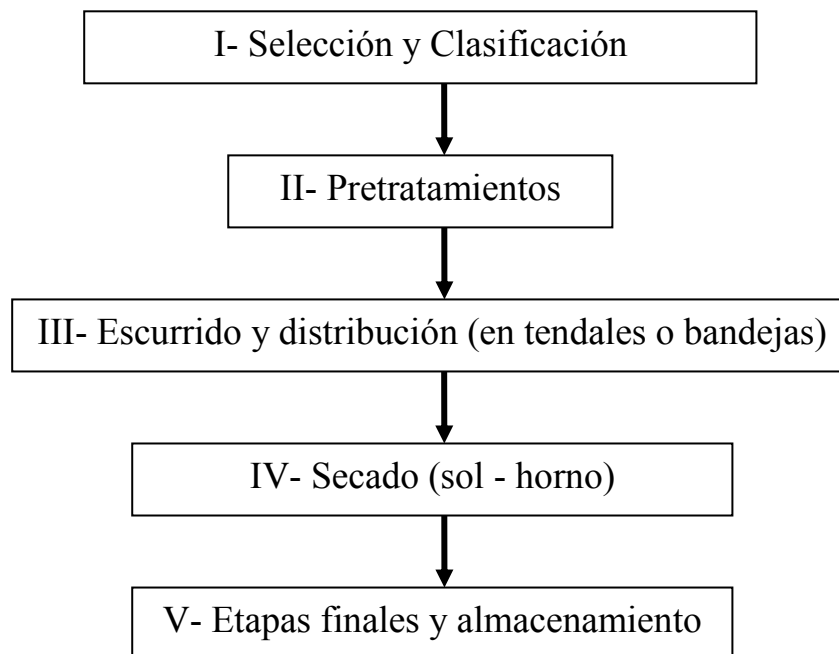 I- Selección y Clasificación
II- Pretratamientos
III- Escurrido y distribución (en tendales o bandejas)
IV- Secado (sol - horno)
V- Etapas finales y almacenamiento